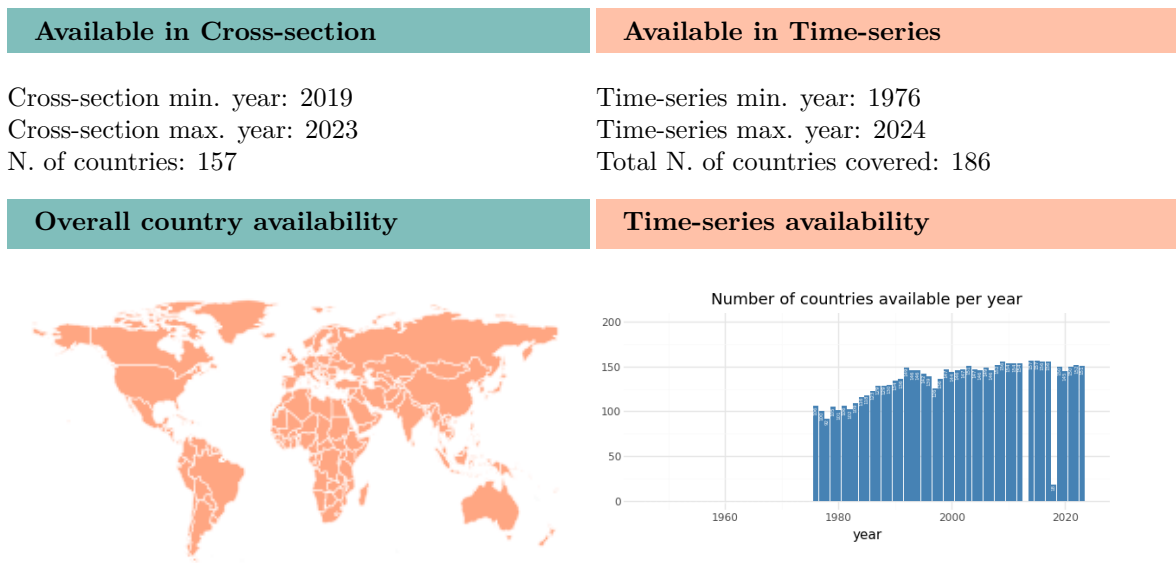 Available in Cross-section
Available in Time-series
Cross-section min. year: 2019
Cross-section max. year: 2023
N. of countries: 157
Time-series min. year: 1976
Time-series max. year: 2024
Total N. of countries covered: 186
Overall country availability
Time-series availability
Number of countries available per year
200
150
100
50
0
1960
1980
2000
2020
year